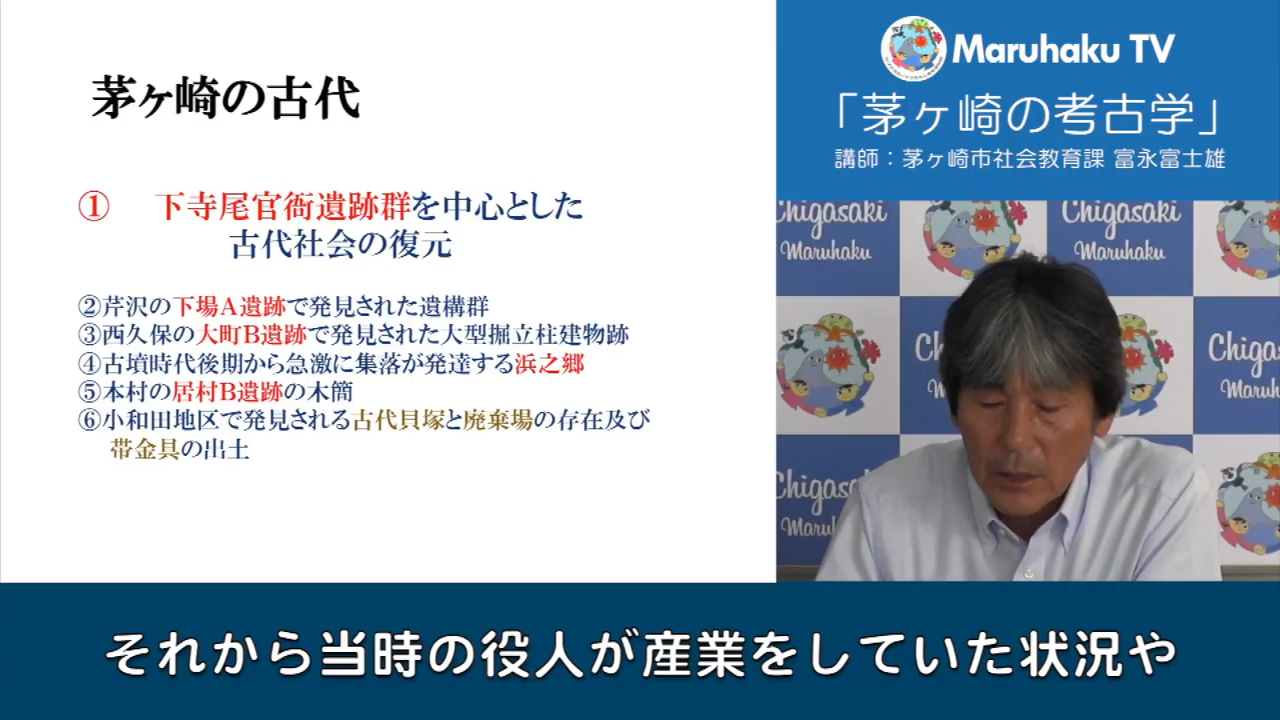 茅ヶ崎の古代
① 下寺尾官衙遺跡群を中心とした
古代社会の復元
②芹沢の下場A遺跡で発見された遺構群
③西久保の大町B遺跡で発見された大型掘立柱建物跡
④古墳時代後期から急激に集落が発達する浜之郷
⑤本村の居村B遺跡の木簡
⑥小和田地区で発見される古代貝塚と廃棄場の存在及び
帯金具の出土
Maruhaku TV
「茅ヶ崎の考古学」
講師：茅ヶ崎市社会教育課 富永富士雄
Chigasaki
Maruhaku
Chigasaki
Maruhaku
Chigasaki
Maruhaku
それから当時の役人が産業をしていた状況や